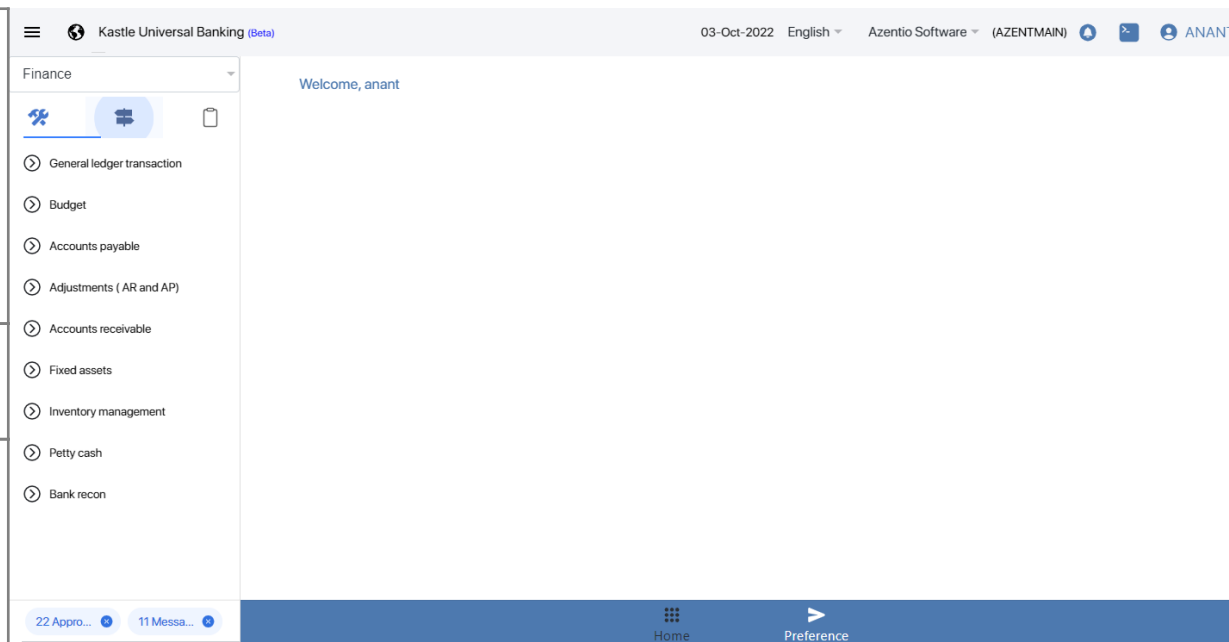 Kastle Universal Banking (Beta)
03-Oct-2022 English Azentio Software (AZENTMAIN) ANANT
Finance
Welcome, anant
General ledger transaction
Budget
Accounts payable
Adjustments ( AR and AP)
Accounts receivable
Fixed assets
Inventory management
Petty cash
Bank recon
22 Appro...
11 Messa...
Home
Preference